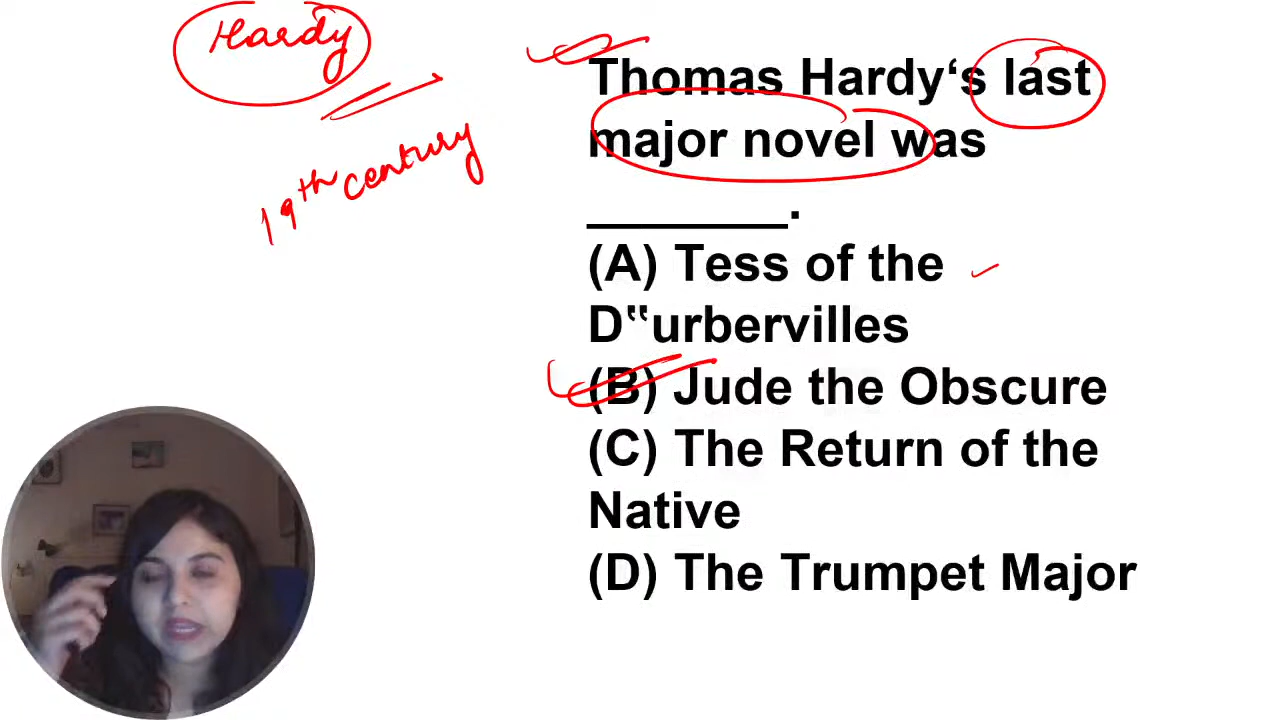 Hardy
19th century
Thomas Hardy‘s last
major novel was
_______.
(A) Tess of the
D‟urbervilles
(B) Jude the Obscure
(C) The Return of the
Native
(D) The Trumpet Major